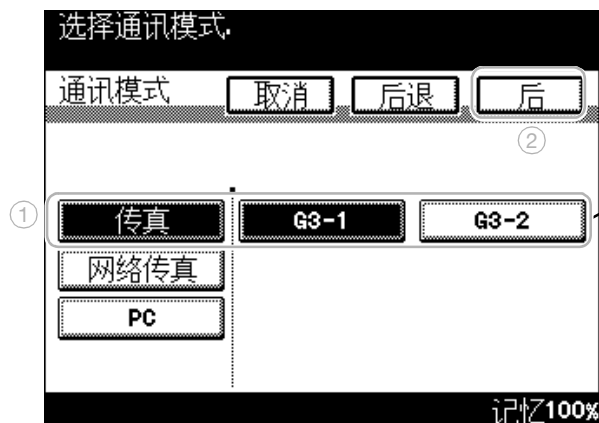 选择通讯模式.
通讯模式 取消 后退 后
②
① 传真 G3-1 G3-2
网络传真
PC
记忆100%